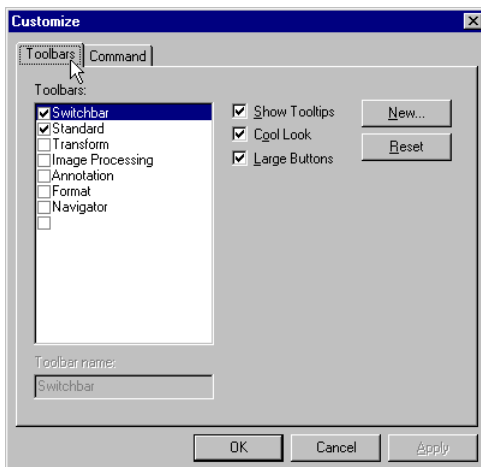 Customize
Toolbars Command
Toolbars:
Switchbar
Standard
Transform
Image Processing
Annotation
Format
Navigator
Show Tooltips
Cool Look
Large Buttons
New...
Reset
Toolbar name:
Switchbar
OK Cancel Apply